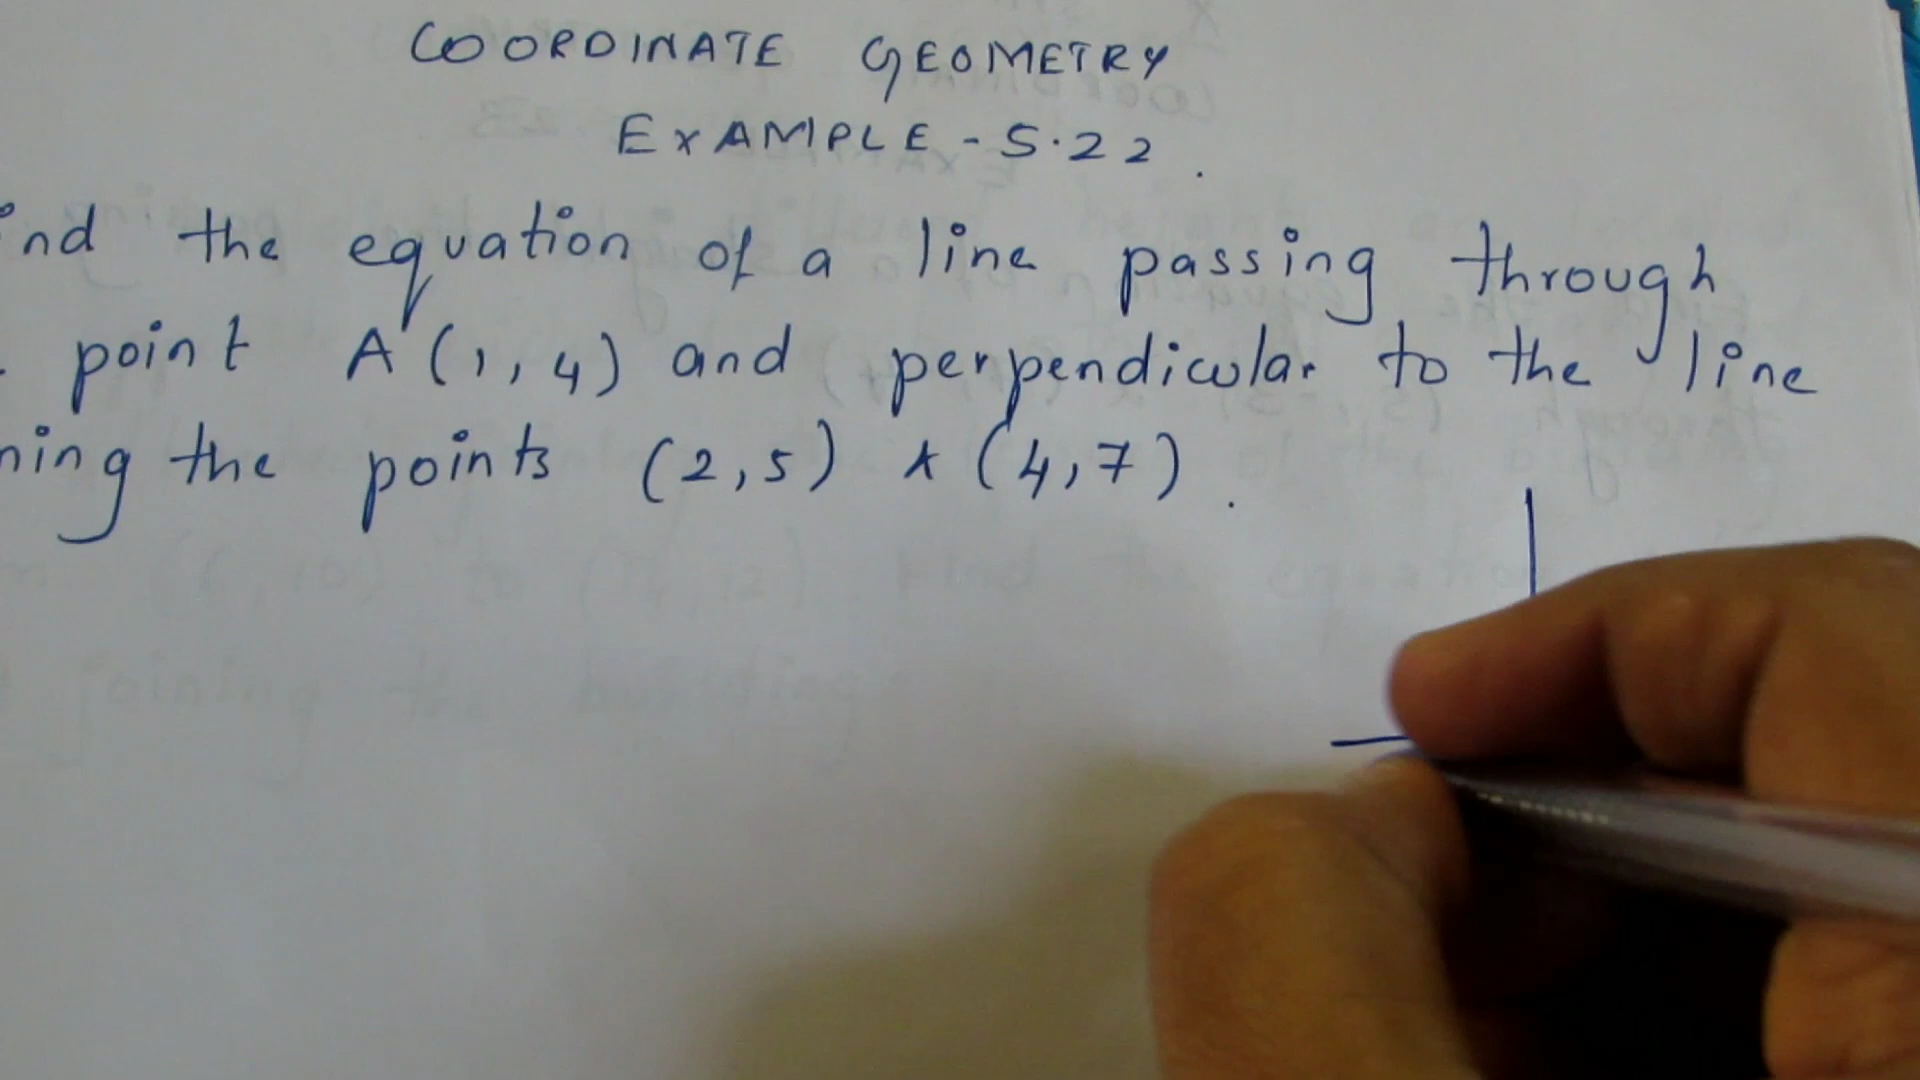 COORDINATE GEOMETRY
EXAMPLE - 5.22.
ind the equation of a line passing through
point A(1,4) and perpendicular to the line
ning the points (2,5) & (4,7).